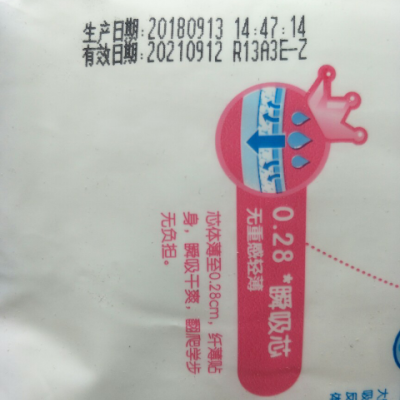 生产日期:20180913 14:47:14
有效日期:20210912 R13A3E-Z
0.28 *瞬吸芯
无重感轻薄
芯体薄至0.28cm，纤薄贴
身，瞬吸干爽，翻爬学步
无负担。